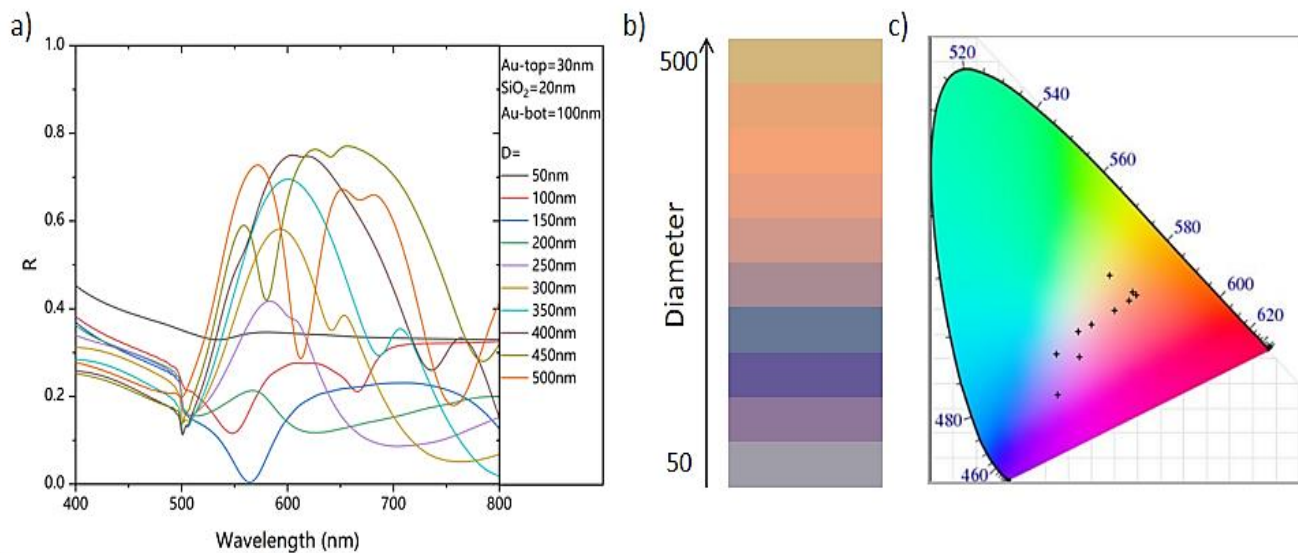 a)
1.0
0.8
0.6
0.4
0.2
0.0
R
400
500
600
700
800
Wavelength (nm)
Au-top=30nm
SiO₂=20nm
Au-bot=100nm
D=
50nm
100nm
150nm
200nm
250nm
300nm
350nm
400nm
450nm
500nm
b)
500
Diameter
50
c)
520
540
560
580
600
620
480
460